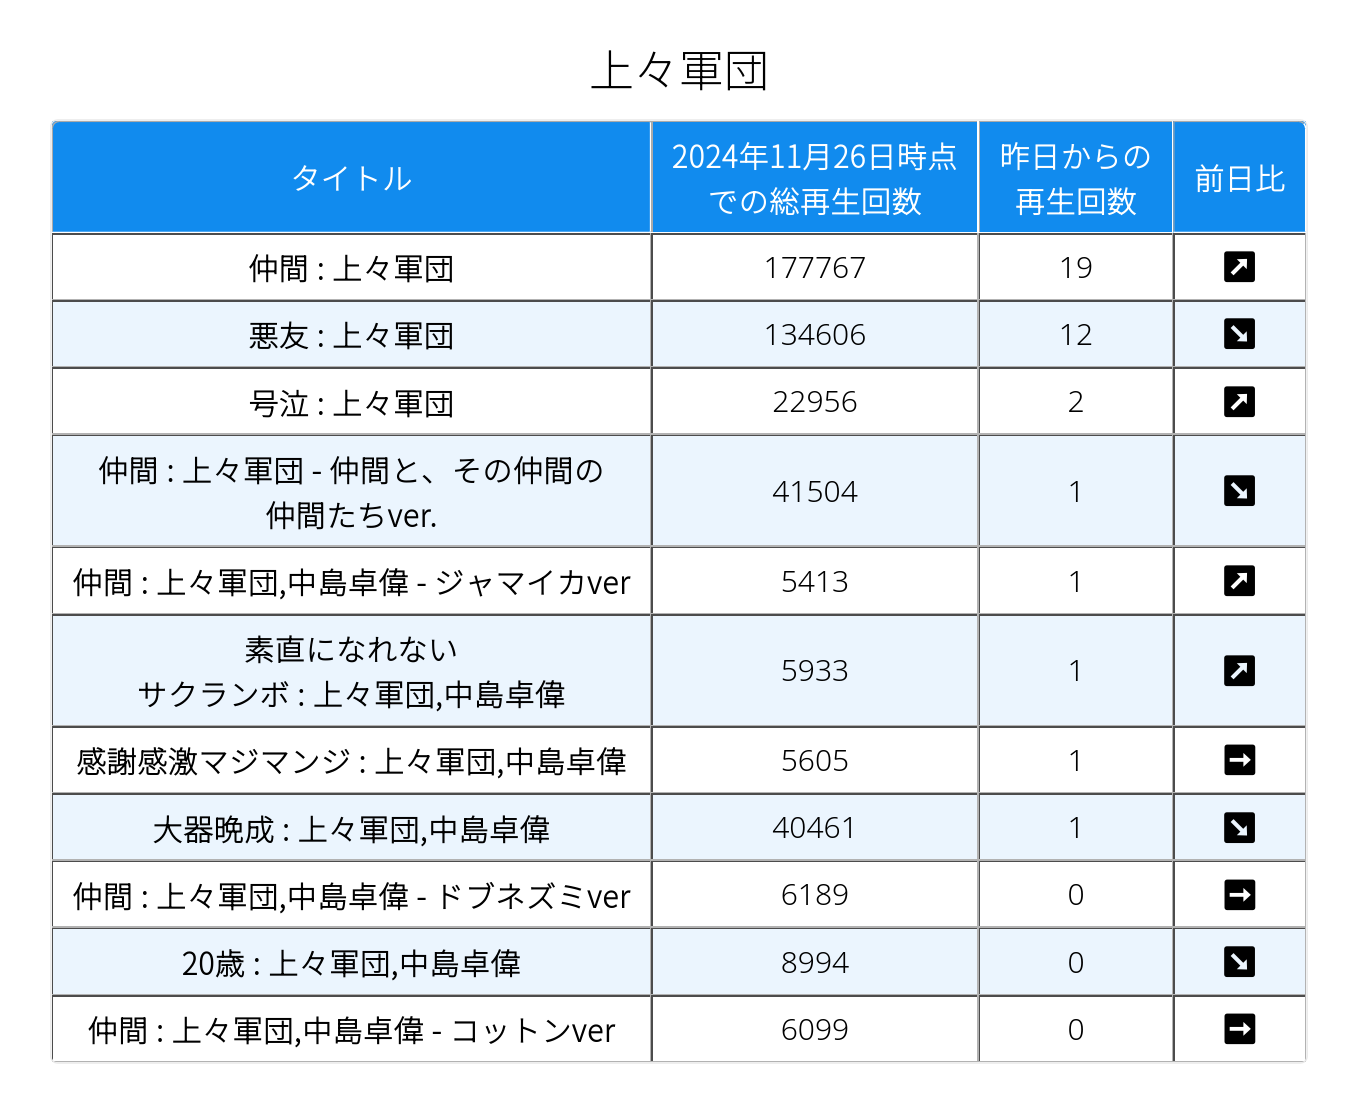 上々軍団
タイトル
2024年11月26日時点
での総再生回数
昨日からの
再生回数
前日比
仲間 : 上々軍団
177767
19
悪友 : 上々軍団
134606
12
号泣 : 上々軍団
22956
2
仲間 : 上々軍団 - 仲間と、その仲間の
仲間たちver.
41504
1
仲間 : 上々軍団,中島卓偉 - ジャマイカver
5413
1
素直になれない
サクランボ : 上々軍団,中島卓偉
5933
1
感謝感激マジマンジ : 上々軍団,中島卓偉
5605
1
大器晩成 : 上々軍団,中島卓偉
40461
1
仲間 : 上々軍団,中島卓偉 - ドブネズミver
6189
0
20歳 : 上々軍団,中島卓偉
8994
0
仲間 : 上々軍団,中島卓偉 - コットンver
6099
0